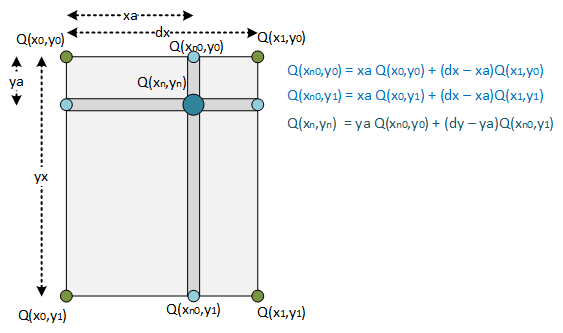 xa
dx
Q(x0,y0)
Q(xn0,y0)
Q(x1,y0)
ya
Q(xn,yn)
yx
Q(x0,y1)
Q(xn0,y1)
Q(x1,y1)
Q(xn0,y0) = xa Q(x0,y0) + (dx – xa)Q(x1,y0)
Q(xn0,y1) = xa Q(x0,y1) + (dx – xa)Q(x1,y1)
Q(xn,yn) = ya Q(xn0,y0) + (dy – ya)Q(xn0,y1)